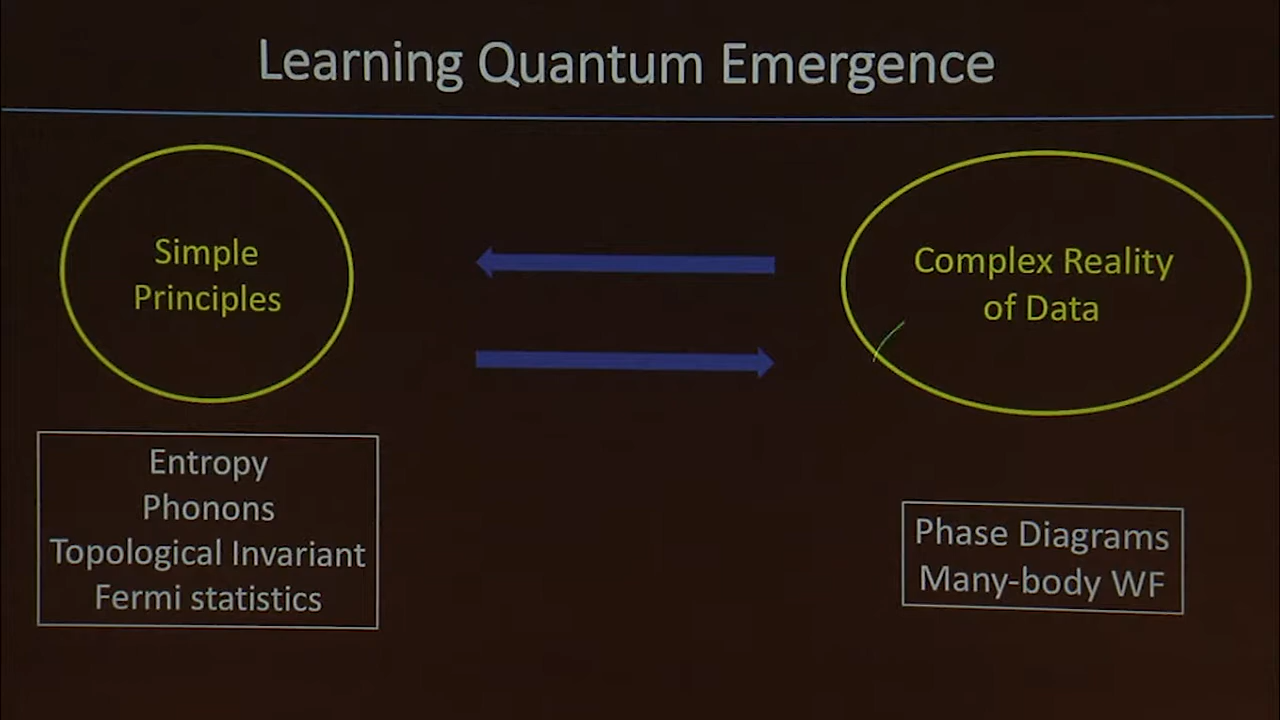 Learning Quantum Emergence
Simple
Principles
Complex Reality
of Data
Entropy
Phonons
Topological Invariant
Fermi statistics
Phase Diagrams
Many-body WF